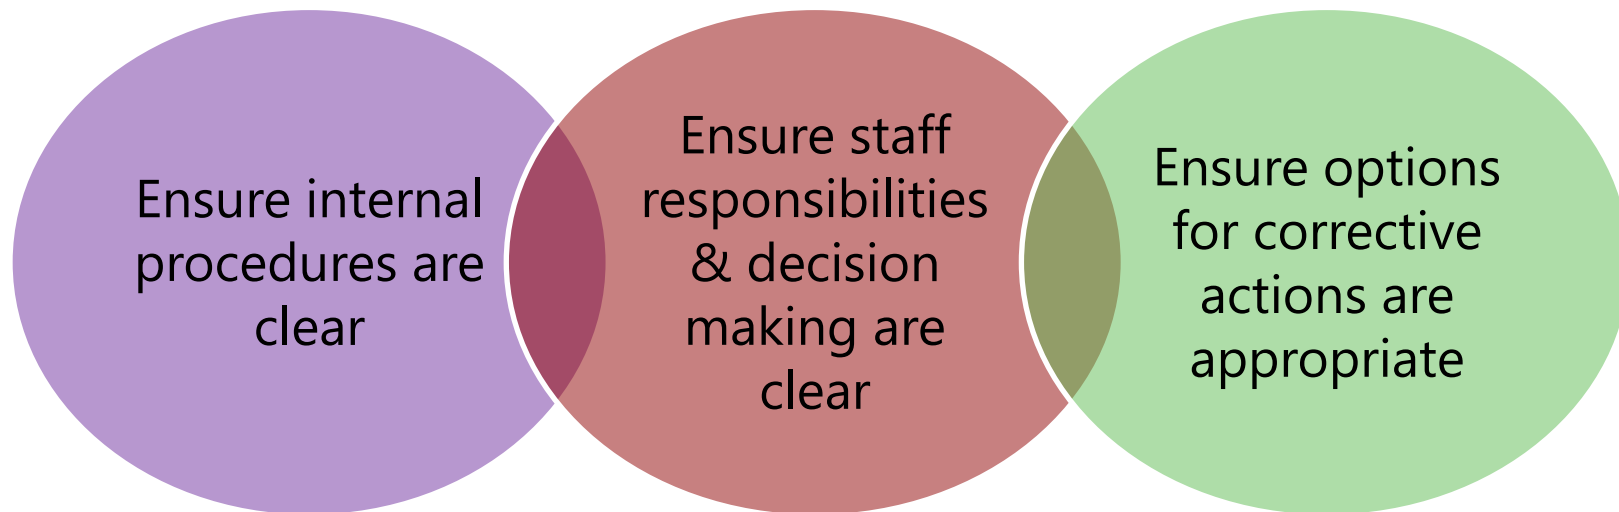 Ensure internal
procedures are
clear
Ensure staff
responsibilities
& decision
making are
clear
Ensure options
for corrective
actions are
appropriate